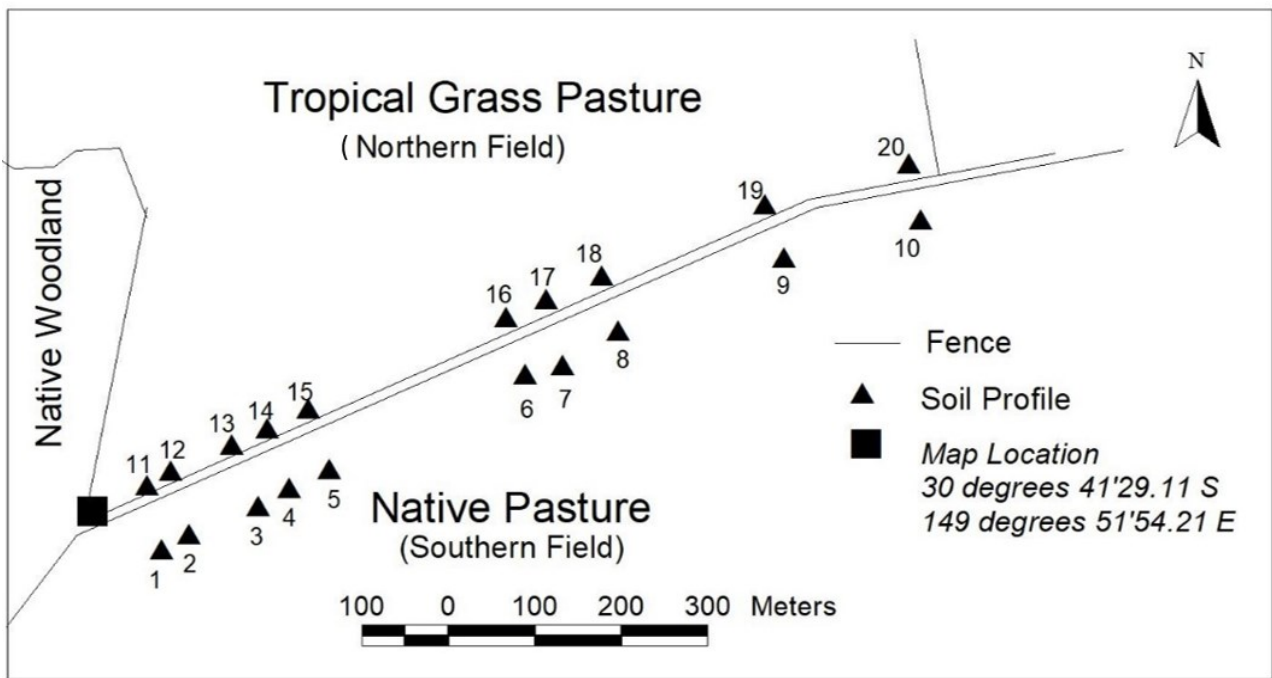 Tropical Grass Pasture
( Northern Field)
N
Native Woodland
20
19
10
18
17
16
9
8
7
6
15
14
13
12
11
5
4
3
2
1
Fence
Soil Profile
Map Location
30 degrees 41'29.11 S
149 degrees 51'54.21 E
Native Pasture
(Southern Field)
100 0 100 200 300 Meters